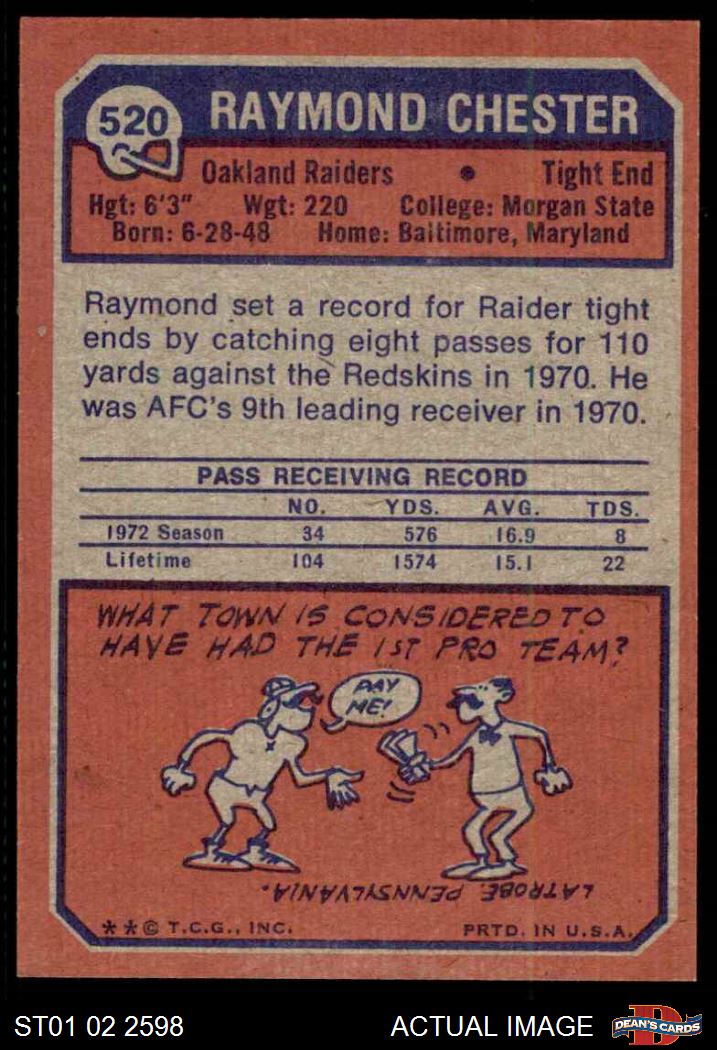 520 RAYMOND CHESTER
Oakland Raiders • Tight End
Hgt: 6'3" Wgt: 220 College: Morgan State
Born: 6-28-48 Home: Baltimore, Maryland
Raymond set a record for Raider tight
ends by catching eight passes for 110
yards against the Redskins in 1970. He
was AFC's 9th leading receiver in 1970.
PASS RECEIVING RECORD
NO. YDS. AVG. TDS.
1972 Season 34 576 16.9 8
Lifetime 104 1574 15.1 22
WHAT TOWN IS CONSIDERED TO
HAVE HAD THE 1ST PRO TEAM?
PAY
ME!
LATROBE, PENNSYLVANIA.
**© T.C.G., INC. PRTD. IN U.S.A.
ST01 02 2598 ACTUAL IMAGE D DEAN'S CARDS